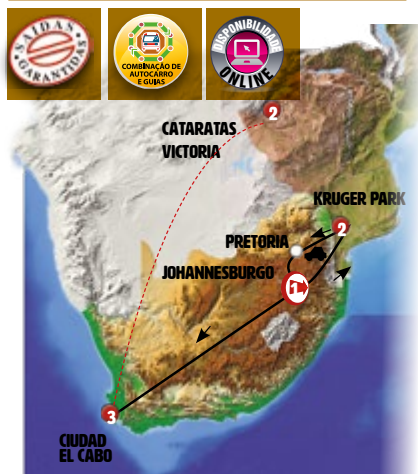 SAIDAS
GARANTIDAS
COMBINAÇÃO DE
AUTOCARRO
E GUIAS
DISPONIBILIDADE
ONLINE
2
CATARATAS
VICTORIA
KRUGER PARK
2
PRETORIA
JOHANNESBURGO
1
3
CIUDAD
EL CABO